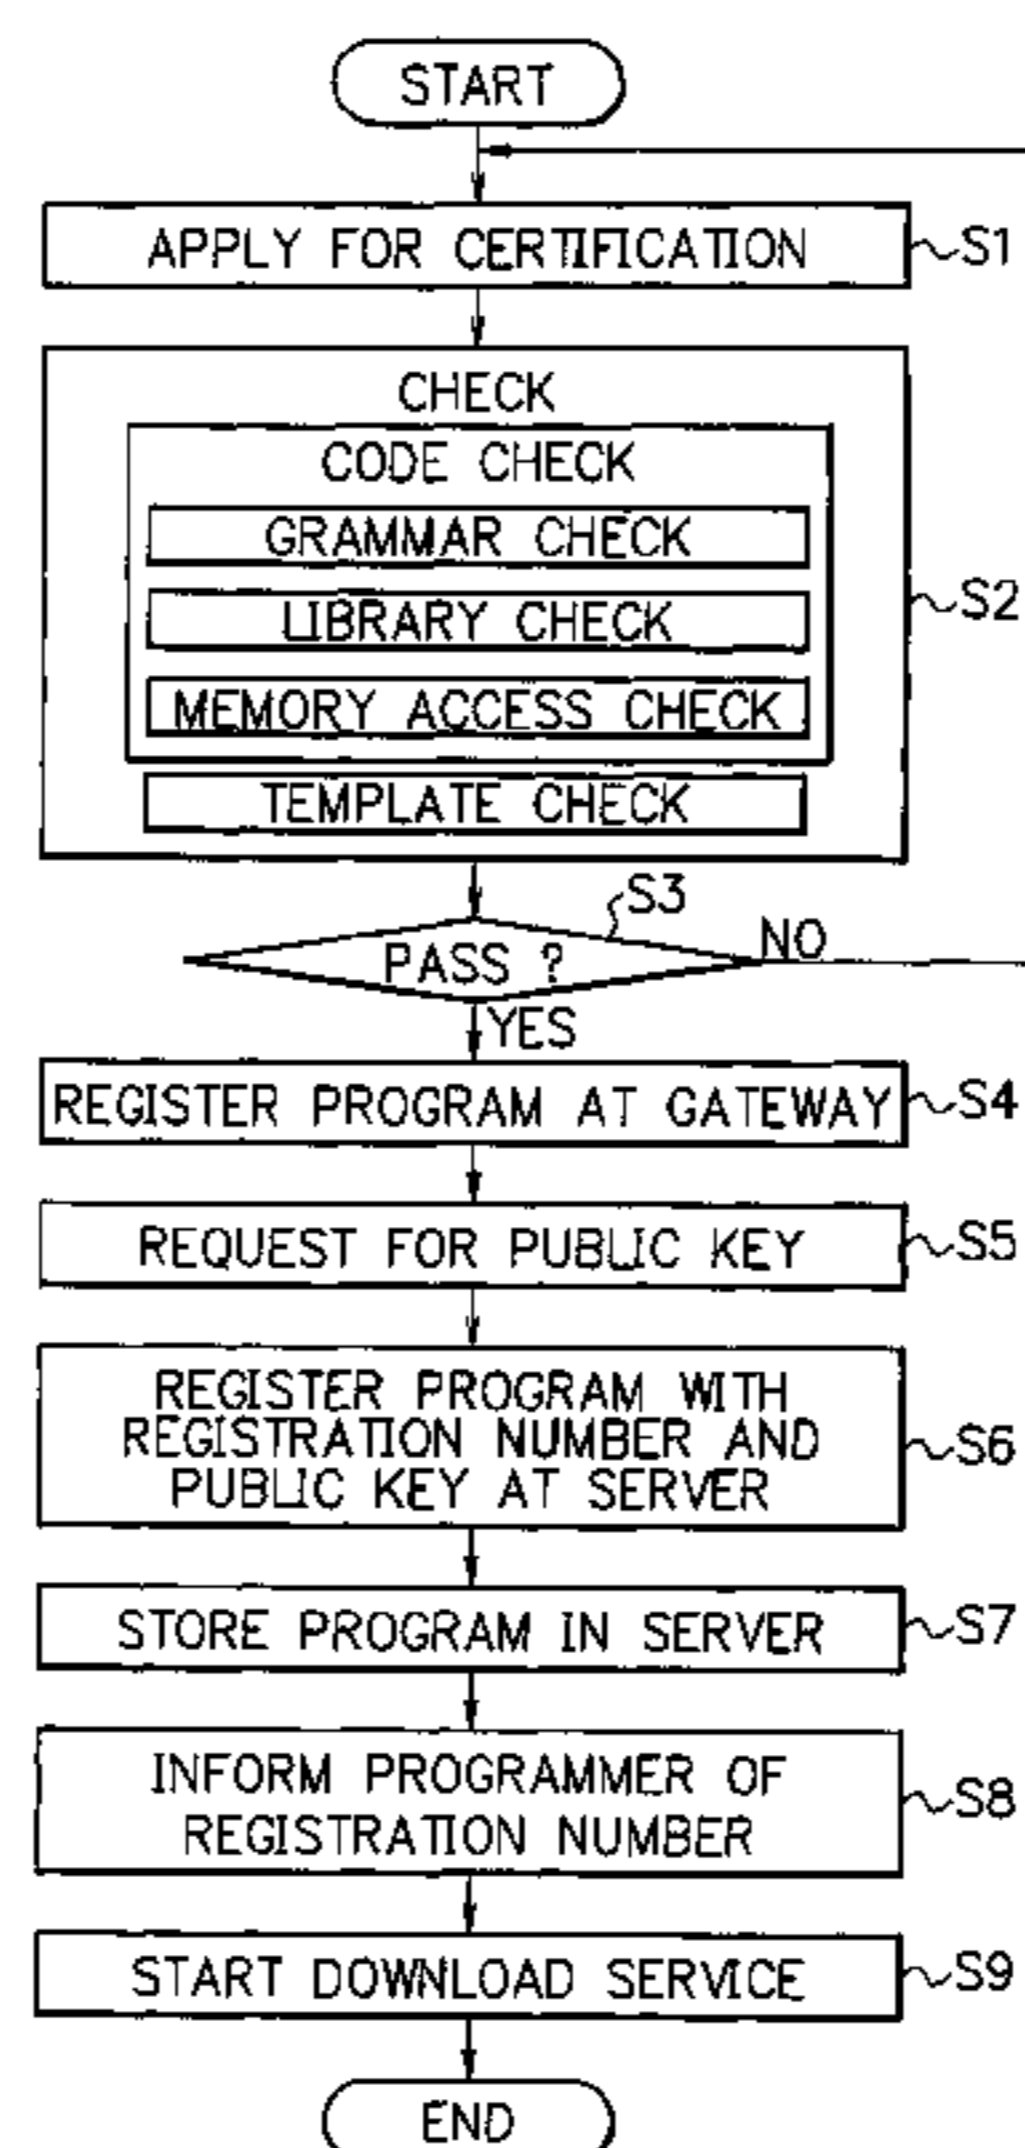 START
APPLY FOR CERTIFICATION
S1
CHECK
CODE CHECK
GRAMMAR CHECK
LIBRARY CHECK
S2
MEMORY ACCESS CHECK
TEMPLATE CHECK
S3
PASS ?
NO
YES
REGISTER PROGRAM AT GATEWAY
S4
REQUEST FOR PUBLIC KEY
S5
REGISTER PROGRAM WITH
REGISTRATION NUMBER AND
PUBLIC KEY AT SERVER
S6
STORE PROGRAM IN SERVER
S7
INFORM PROGRAMMER OF
REGISTRATION NUMBER
S8
START DOWNLOAD SERVICE
S9
END